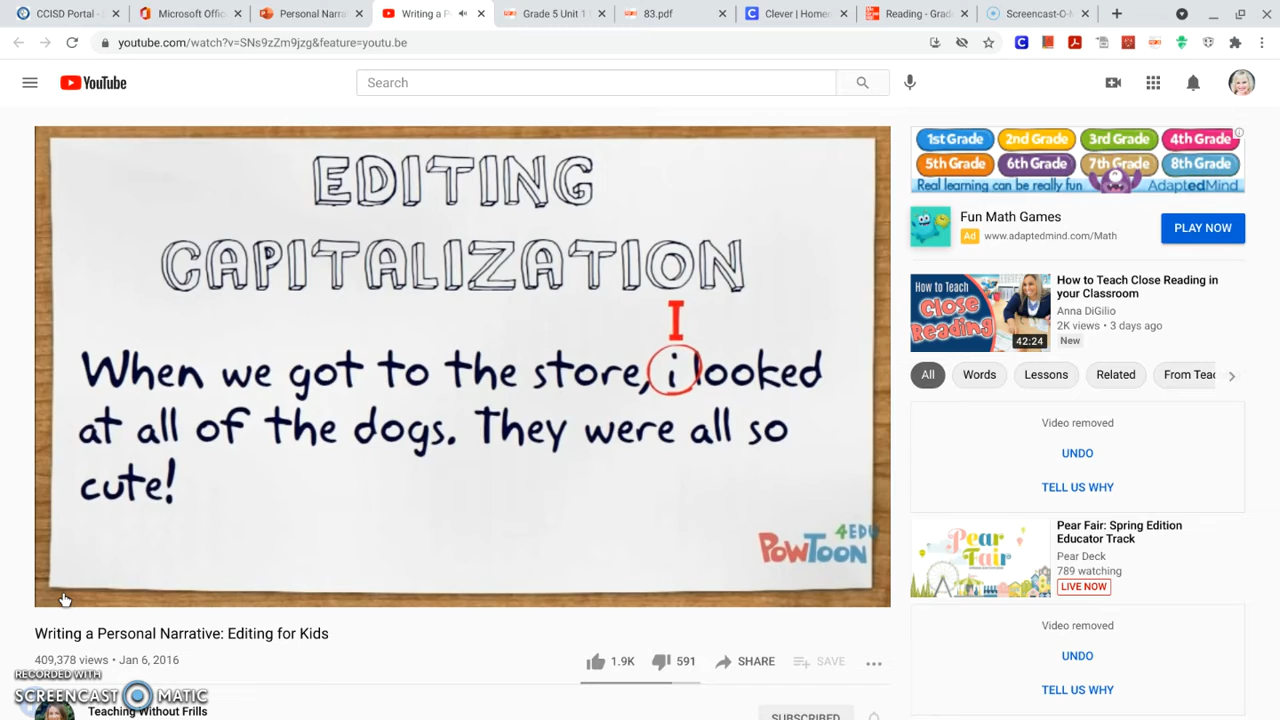 CCISD Portal -
Microsoft Offic
Personal Narra
Writing a P
Grade 5 Unit 1
83.pdf
Clever | Home
Reading - Grad
Screencast-O-M
youtube.com/watch?v=SNs9zZm9jzg&feature=youtu.be
YouTube
Search
EDITING
CAPITALIZATION
I
When we got to the store, i looked
at all of the dogs. They were all so
cute!
POWTOON
4EDU
Writing a Personal Narrative: Editing for Kids
409,378 views • Jan 6, 2016
1.9K
591
SHARE
SAVE
RECORDED WITH
SCREENCAST MATIC
Teaching Without Frills
SUBSCRIBED
1st Grade 2nd Grade 3rd Grade 4th Grade
5th Grade 6th Grade 7th Grade 8th Grade
Real learning can be really fun AdaptedMind
Fun Math Games
Ad www.adaptedmind.com/Math
PLAY NOW
How to Teach
Close
Reading
42:24
How to Teach Close Reading in
your Classroom
Anna DiGilio
2K views • 3 days ago
New
All
Words
Lessons
Related
From Teac
Video removed
UNDO
TELL US WHY
Pear
Fair
Pear Fair: Spring Edition
Educator Track
Pear Deck
789 watching
LIVE NOW
Video removed
UNDO
TELL US WHY